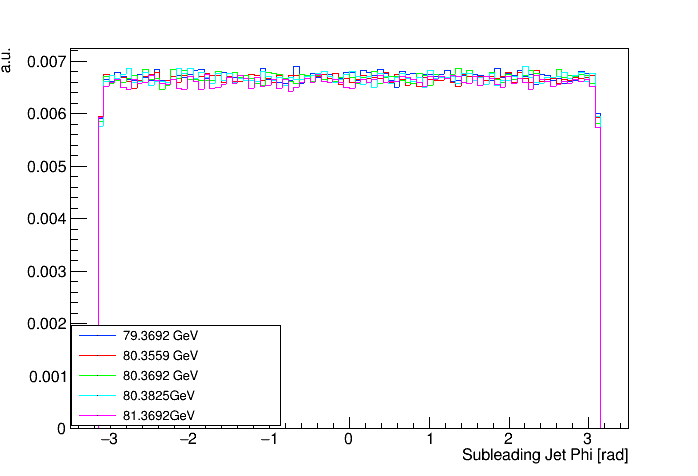 a.u.
0.007
0.006
0.005
0.004
0.003
0.002
0.001
0
79.3692 GeV
80.3559 GeV
80.3692 GeV
80.3825GeV
81.3692GeV
−3 −2 −1 0 1 2 3
Subleading Jet Phi [rad]